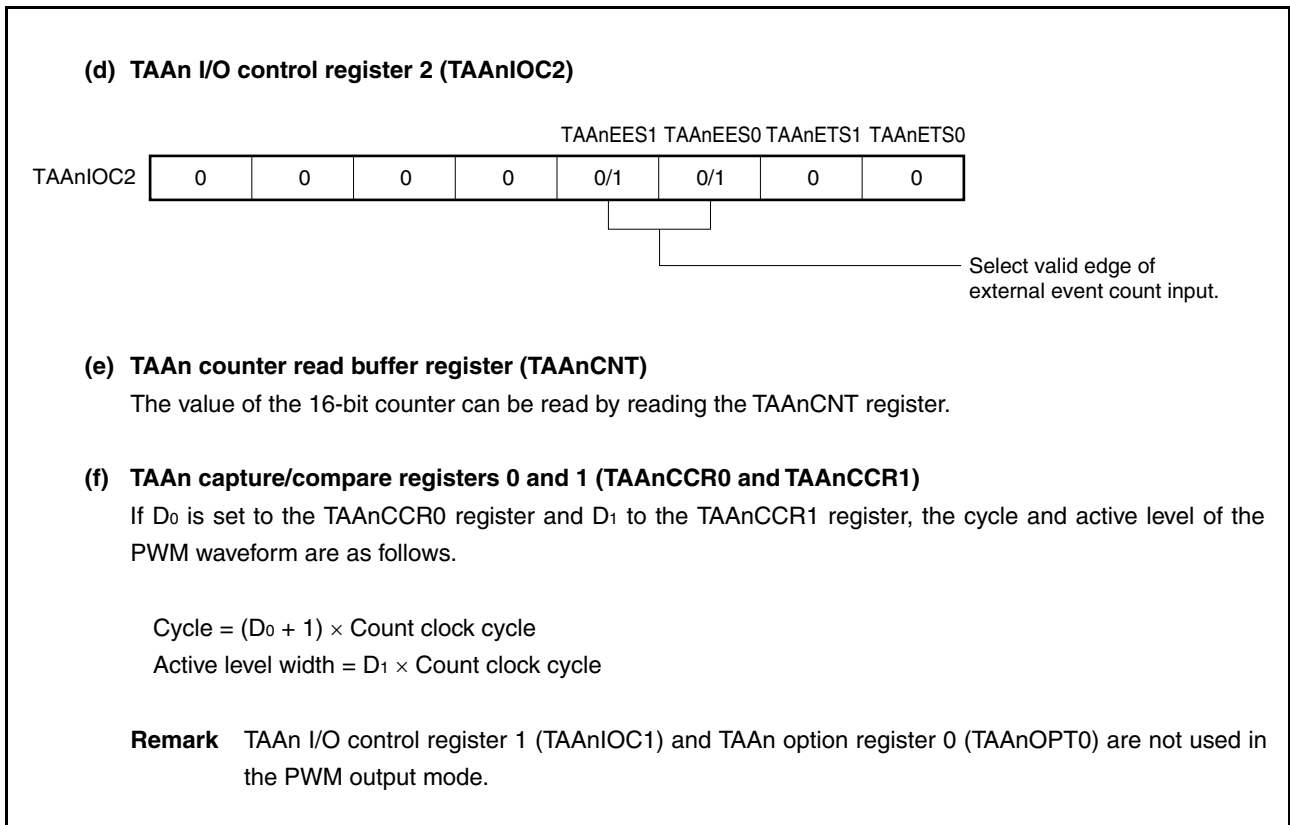 (d) TAAn I/O control register 2 (TAAnIOC2)
TAAnEES1 TAAnEES0 TAAnETS1 TAAnETS0
TAAnIOC2 0 0 0 0 0/1 0/1 0 0
Select valid edge of
external event count input.
(e) TAAn counter read buffer register (TAAnCNT)
The value of the 16-bit counter can be read by reading the TAAnCNT register.
(f) TAAn capture/compare registers 0 and 1 (TAAnCCR0 and TAAnCCR1)
If D0 is set to the TAAnCCR0 register and D1 to the TAAnCCR1 register, the cycle and active level of the
PWM waveform are as follows.
Cycle = (D0 + 1) × Count clock cycle
Active level width = D1 × Count clock cycle
Remark TAAn I/O control register 1 (TAAnIOC1) and TAAn option register 0 (TAAnOPT0) are not used in
the PWM output mode.